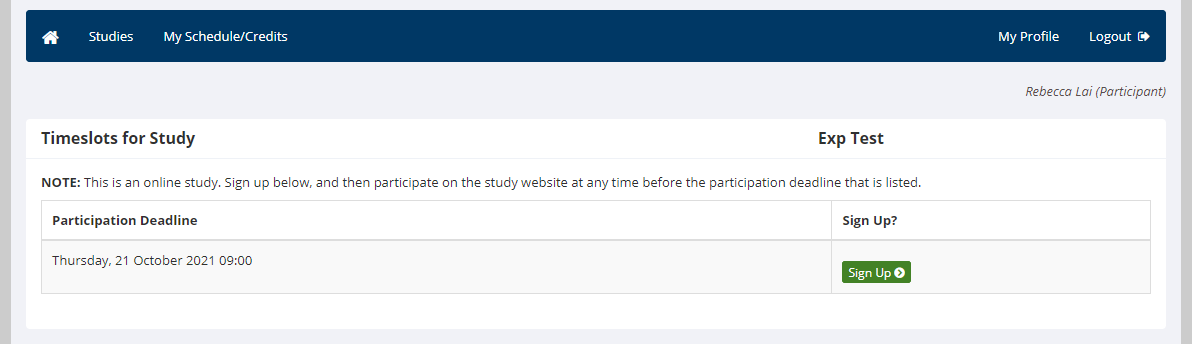 Studies My Schedule/Credits My Profile Logout
Rebecca Lai (Participant)
Timeslots for Study Exp Test
NOTE: This is an online study. Sign up below, and then participate on the study website at any time before the participation deadline that is listed.
Participation Deadline Sign Up?
Thursday, 21 October 2021 09:00
Sign Up